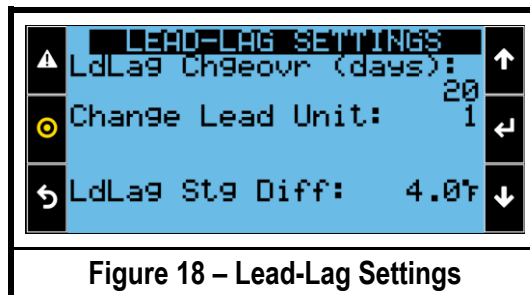 LEAD-LAG SETTINGS
LdLag Chgeovr (days):
20
Change Lead Unit: 1
LdLag Stg Diff: 4.0°F
Figure 18 – Lead-Lag Settings